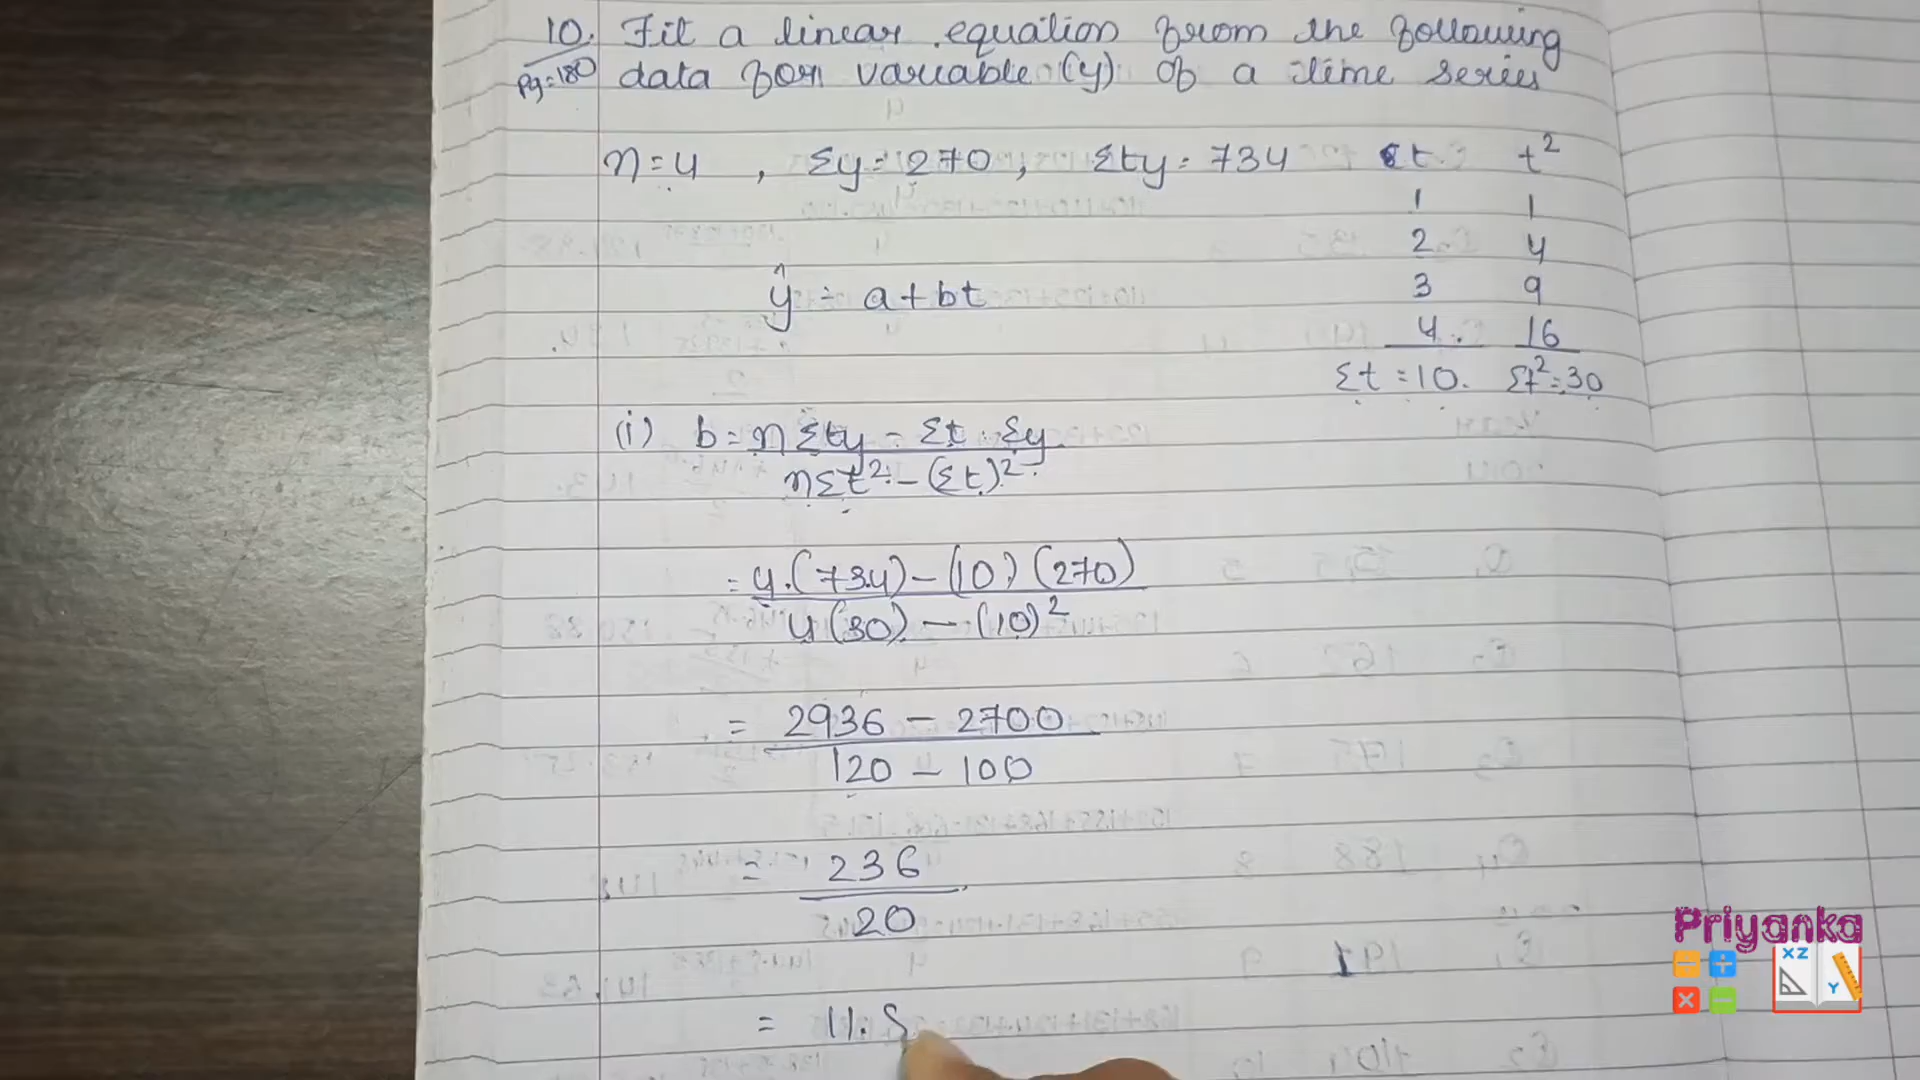 10. Fit a linear equation from the following
Pg=180 data for variable (y) of a time series
n=4 , Σy=270, Σty=734 t t²
1 1
2 4
3 9
ŷ = a+bt
4 16
Σt=10. Σt²=30
(i) b= nΣty - Σt . Σy
nΣt² - (Σt)²
= 4.(734) - (10) (270)
4(30) - (10)²
= 2936 - 2700
120 - 100
= 236
20
= 11.8
Priyanka
XZ
Y